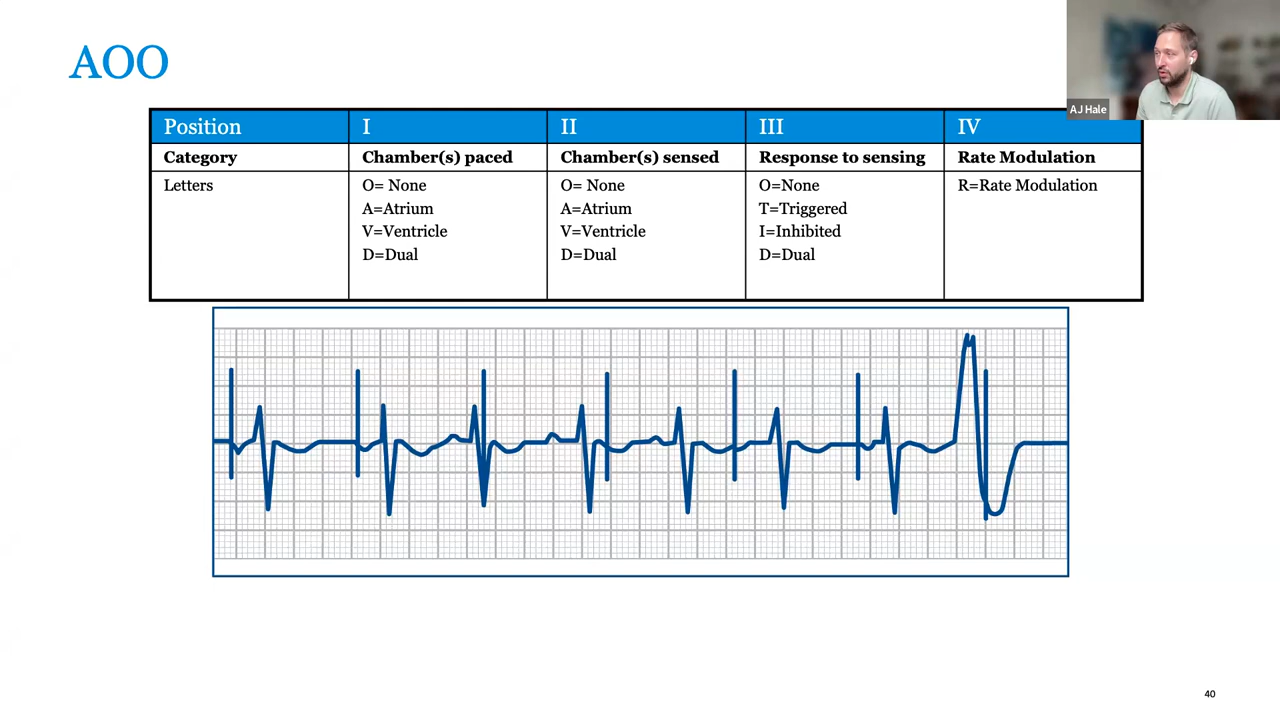 AOO
AJ Hale
Position I II III IV
Category Chamber(s) paced Chamber(s) sensed Response to sensing Rate Modulation
Letters O= None O= None O=None R=Rate Modulation
A=Atrium A=Atrium T=Triggered
V=Ventricle V=Ventricle I=Inhibited
D=Dual D=Dual D=Dual
40